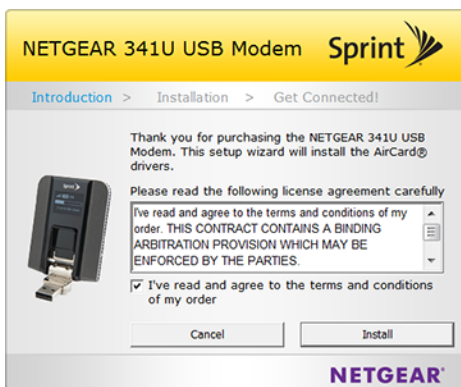 NETGEAR 341U USB Modem Sprint
Introduction > Installation > Get Connected!
Thank you for purchasing the NETGEAR 341U USB
Modem. This setup wizard will install the AirCard®
drivers.
Please read the following license agreement carefully
I've read and agree to the terms and conditions of my
order. THIS CONTRACT CONTAINS A BINDING
ARBITRATION PROVISION WHICH MAY BE
ENFORCED BY THE PARTIES.
I've read and agree to the terms and conditions
of my order
Sprint
Cancel Install
NETGEAR®